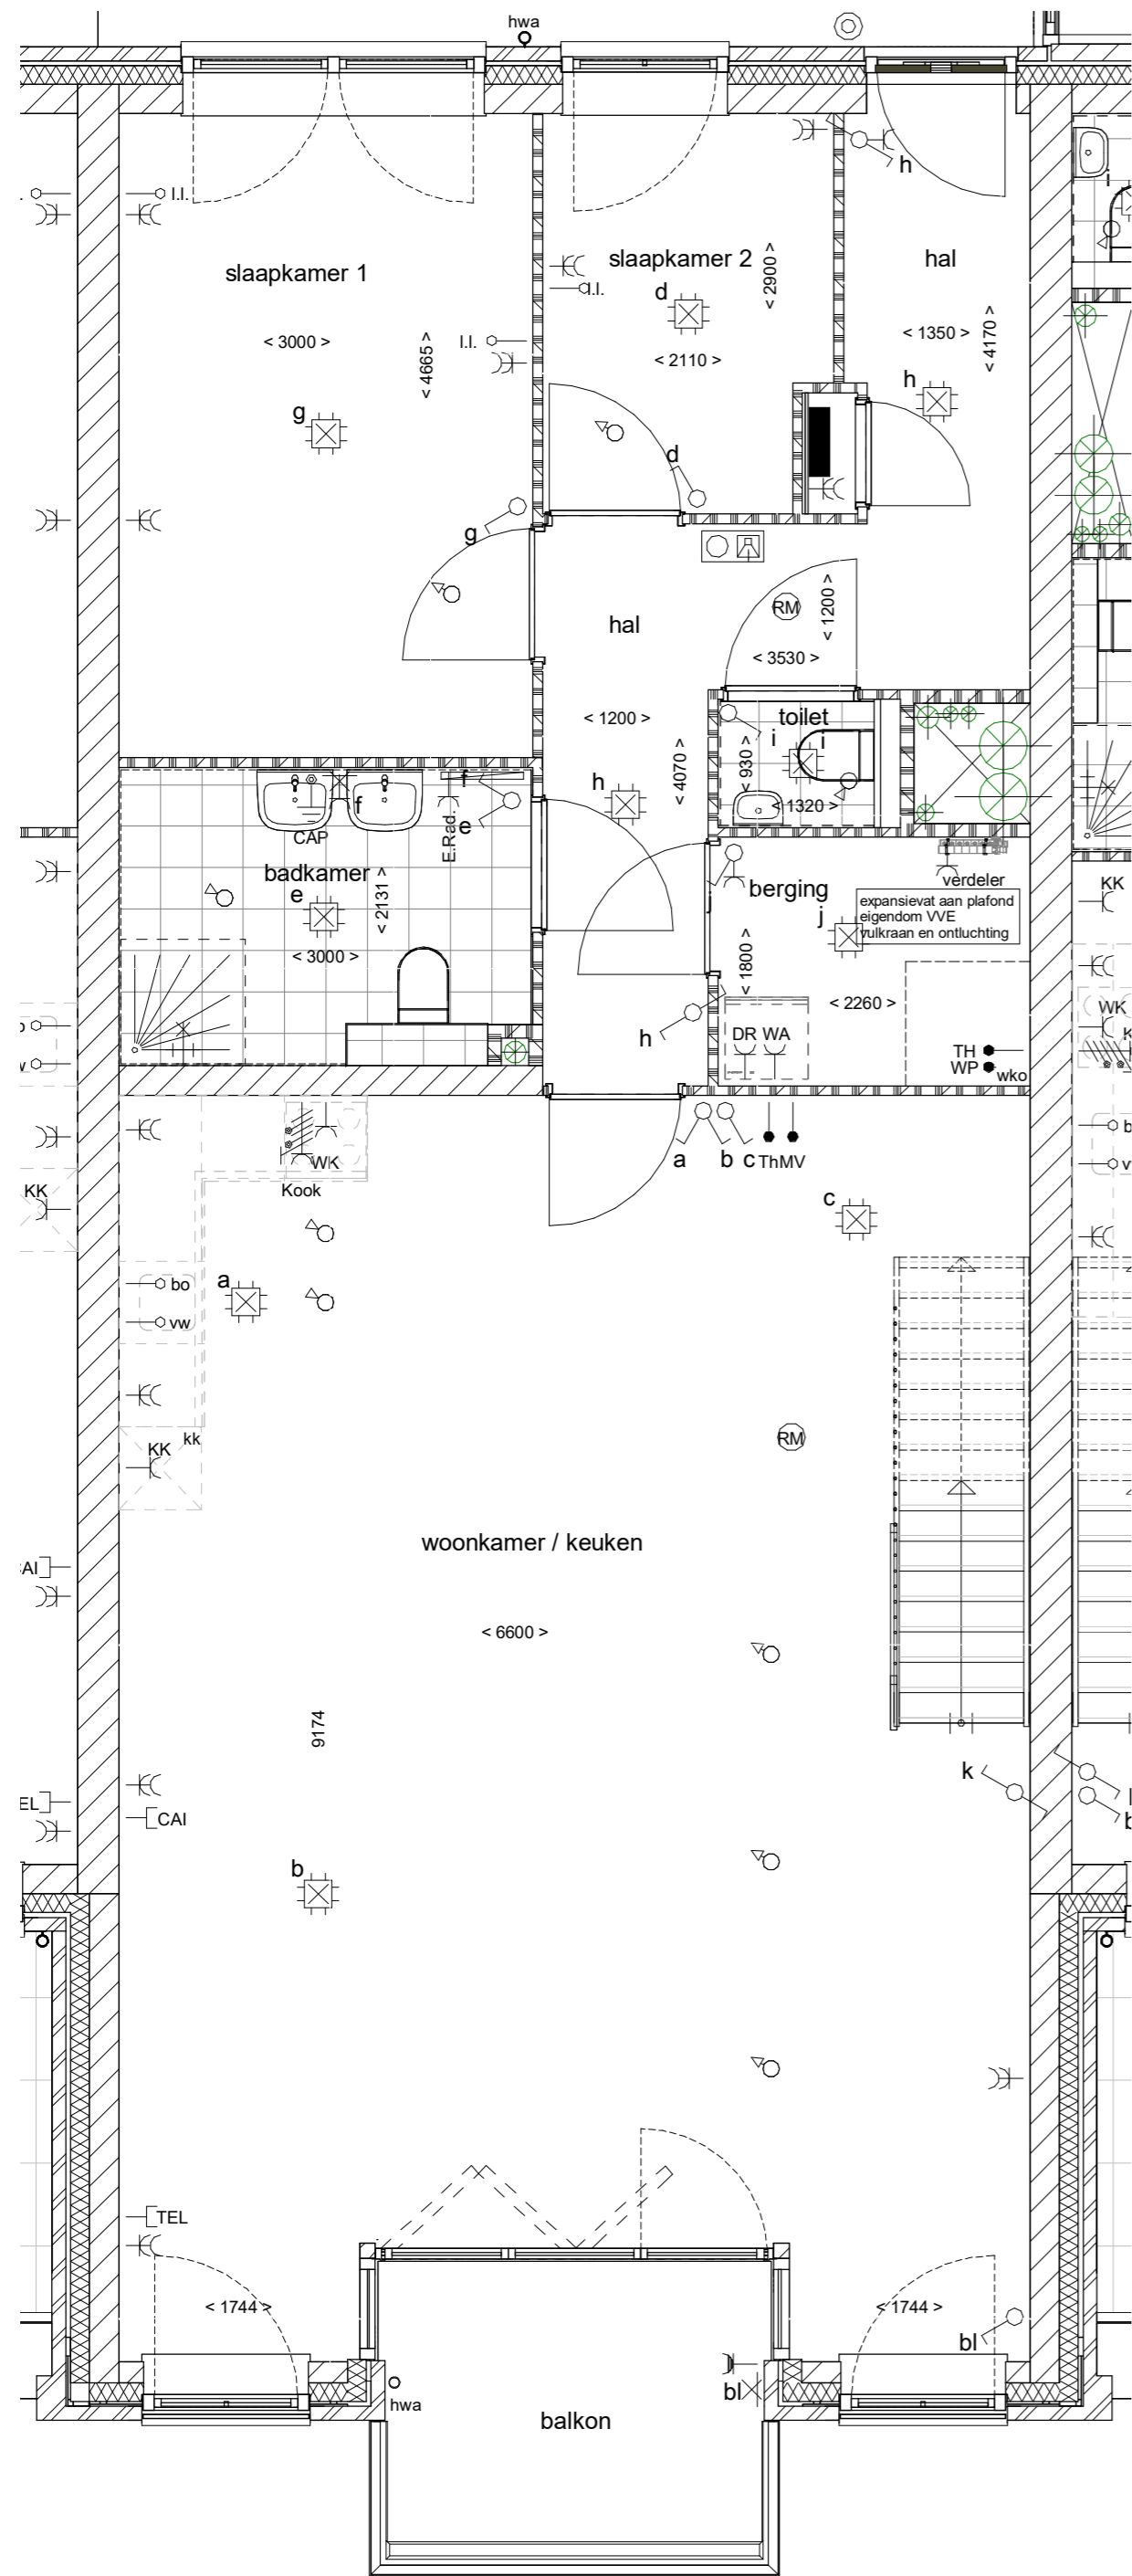 hwa
h
i
l.l.
l.l.
slaapkamer 1
slaapkamer 2
hal
d
l.l.
< 2900 >
< 3000 >
< 4665 >
l.l.
< 2110 >
< 1350 >
< 4170 >
g
h
d
g
hal
RM
< 1200 >
< 3530 >
< 1200 >
toilet
i
i
< 4070 >
< 930 >
h
< 1320 >
f
f
e
CAP
E.Rad.
badkamer
e
< 2131 >
berging
verdeler
KK
expansievat aan plafond
eigendom VVE
vulkraan en ontluchting
j
j
< 3000 >
< 1800 >
< 2260 >
WK
h
DR WA
TH
WP
wko
a
b
c
ThMV
WK
Kook
KK
c
bo
a
vw
kk
KK
RM
woonkamer / keuken
< 6600 >
9174
k
CAI
b
TEL
< 1744 >
< 1744 >
bl
bl
hwa
balkon